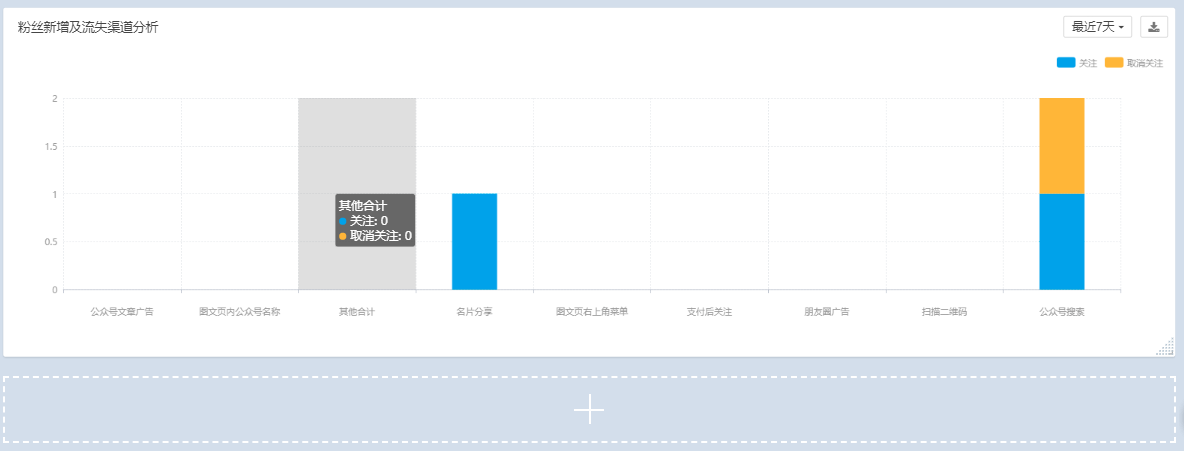 粉丝新增及流失渠道分析
最近7天
关注 取消关注
2
1.5
1
0.5
0
其他合计
关注: 0
取消关注: 0
公众号文章广告 图文页内公众号名称 其他合计 名片分享 图文页右上角菜单 支付后关注 朋友圈广告 扫描二维码 公众号搜索